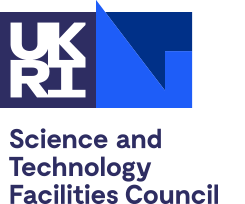 UK
RI
Science and
Technology
Facilities Council